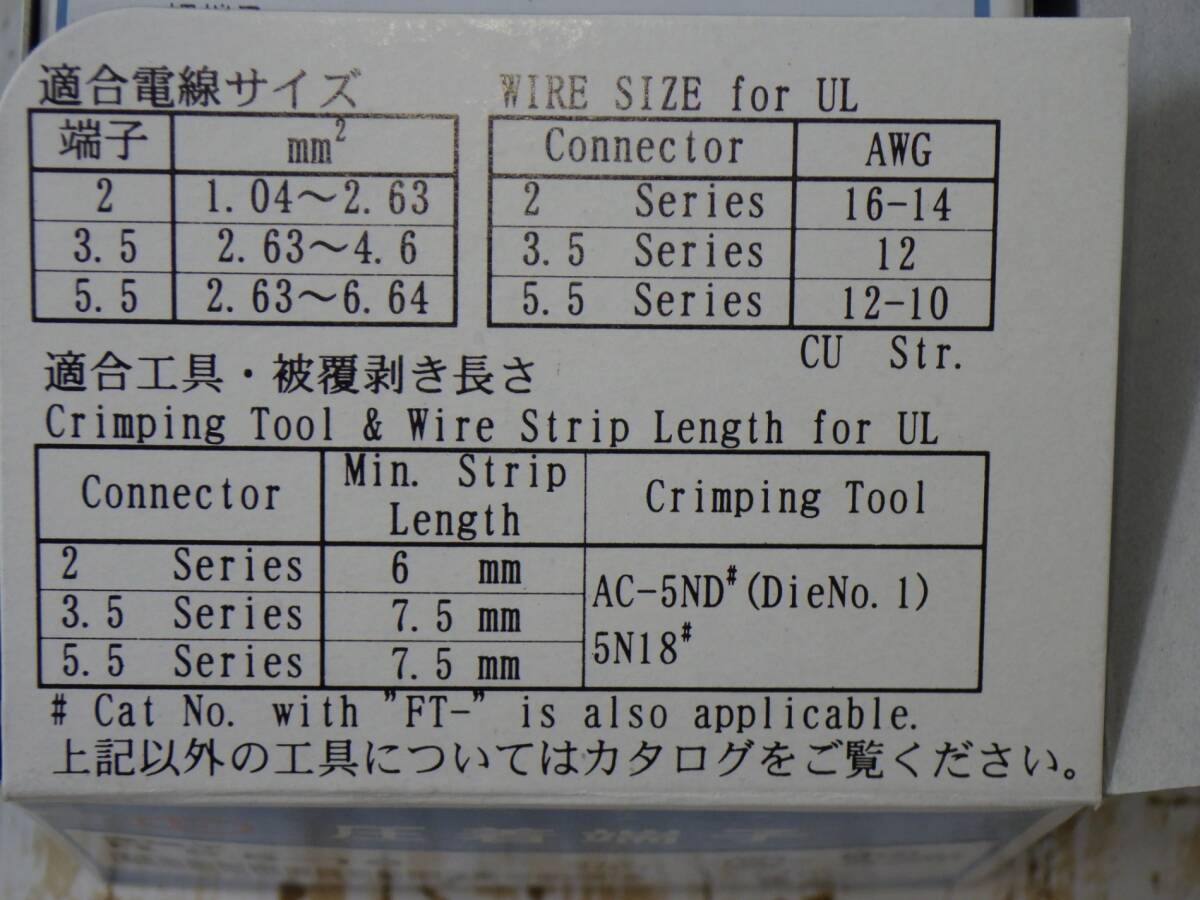 適合電線サイズ
端子 mm²
2 1.04～2.63
3.5 2.63～4.6
5.5 2.63～6.64
WIRE SIZE for UL
Connector AWG
2 Series 16-14
3.5 Series 12
5.5 Series 12-10
CU Str.
適合工具・被覆剥き長さ
Crimping Tool & Wire Strip Length for UL
Connector Min. Strip Length Crimping Tool
2 Series 6 mm
3.5 Series 7.5 mm
5.5 Series 7.5 mm
AC-5ND# (DieNo.1)
5N18#
# Cat No. with "FT-" is also applicable.
上記以外の工具についてはカタログをご覧ください。
圧着端子